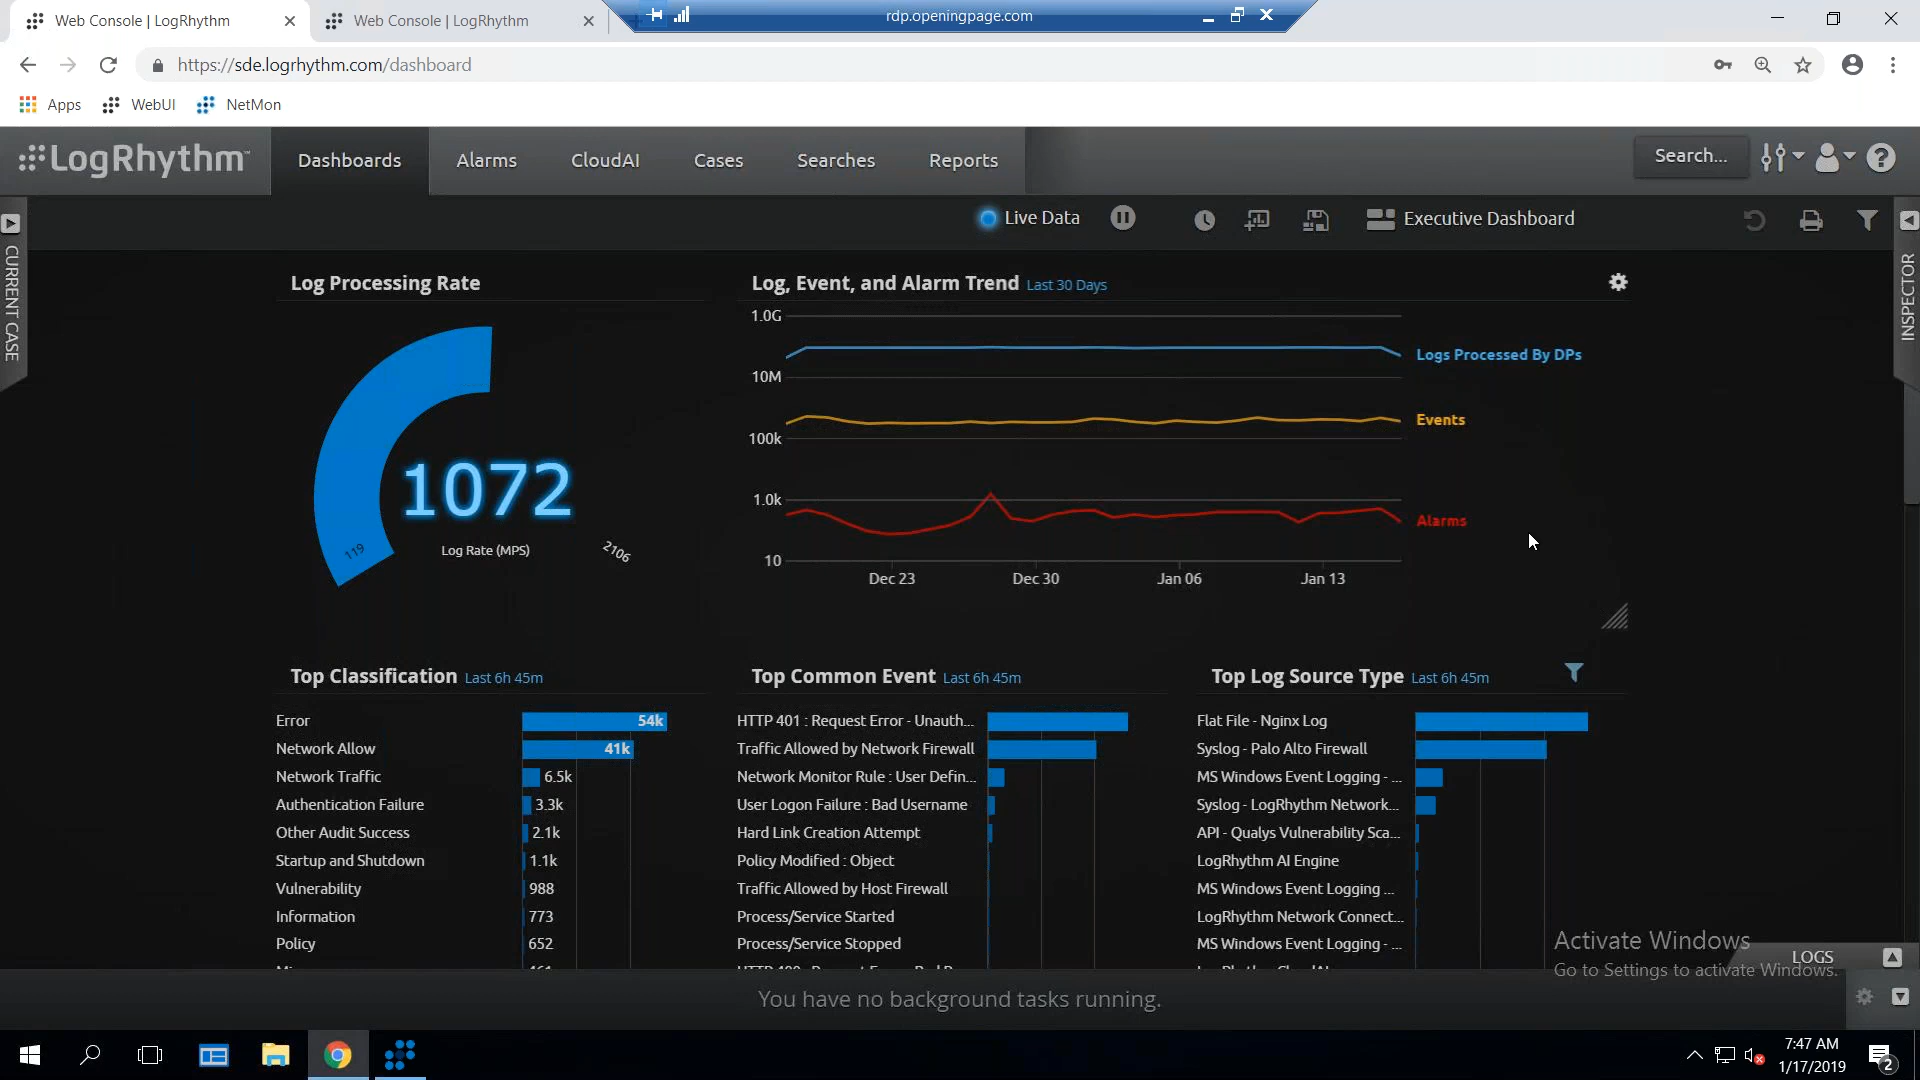 Web Console | LogRhythm
Web Console | LogRhythm
rdp.openingpage.com
https://sde.logrhythm.com/dashboard
Apps
WebUI
NetMon
LogRhythm™
Dashboards
Alarms
CloudAI
Cases
Searches
Reports
Search...
CURRENT CASE
Live Data
Executive Dashboard
INSPECTOR
Log Processing Rate
1072
Log Rate (MPS)
119
2106
Log, Event, and Alarm Trend Last 30 Days
1.0G
10M
100k
1.0k
10
Logs Processed By DPs
Events
Alarms
Dec 23
Dec 30
Jan 06
Jan 13
Top Classification Last 6h 45m
Error 54k
Network Allow 41k
Network Traffic 6.5k
Authentication Failure 3.3k
Other Audit Success 2.1k
Startup and Shutdown 1.1k
Vulnerability 988
Information 773
Policy 652
Top Common Event Last 6h 45m
HTTP 401 : Request Error - Unauth...
Traffic Allowed by Network Firewall
Network Monitor Rule : User Defin...
User Logon Failure : Bad Username
Hard Link Creation Attempt
Policy Modified : Object
Traffic Allowed by Host Firewall
Process/Service Started
Process/Service Stopped
Top Log Source Type Last 6h 45m
Flat File - Nginx Log
Syslog - Palo Alto Firewall
MS Windows Event Logging - ...
Syslog - LogRhythm Network...
API - Qualys Vulnerability Sca...
LogRhythm AI Engine
MS Windows Event Logging ...
LogRhythm Network Connect...
MS Windows Event Logging - ...
Activate Windows
Go to Settings to activate Windows.
LOGS
You have no background tasks running.
7:47 AM
1/17/2019
2